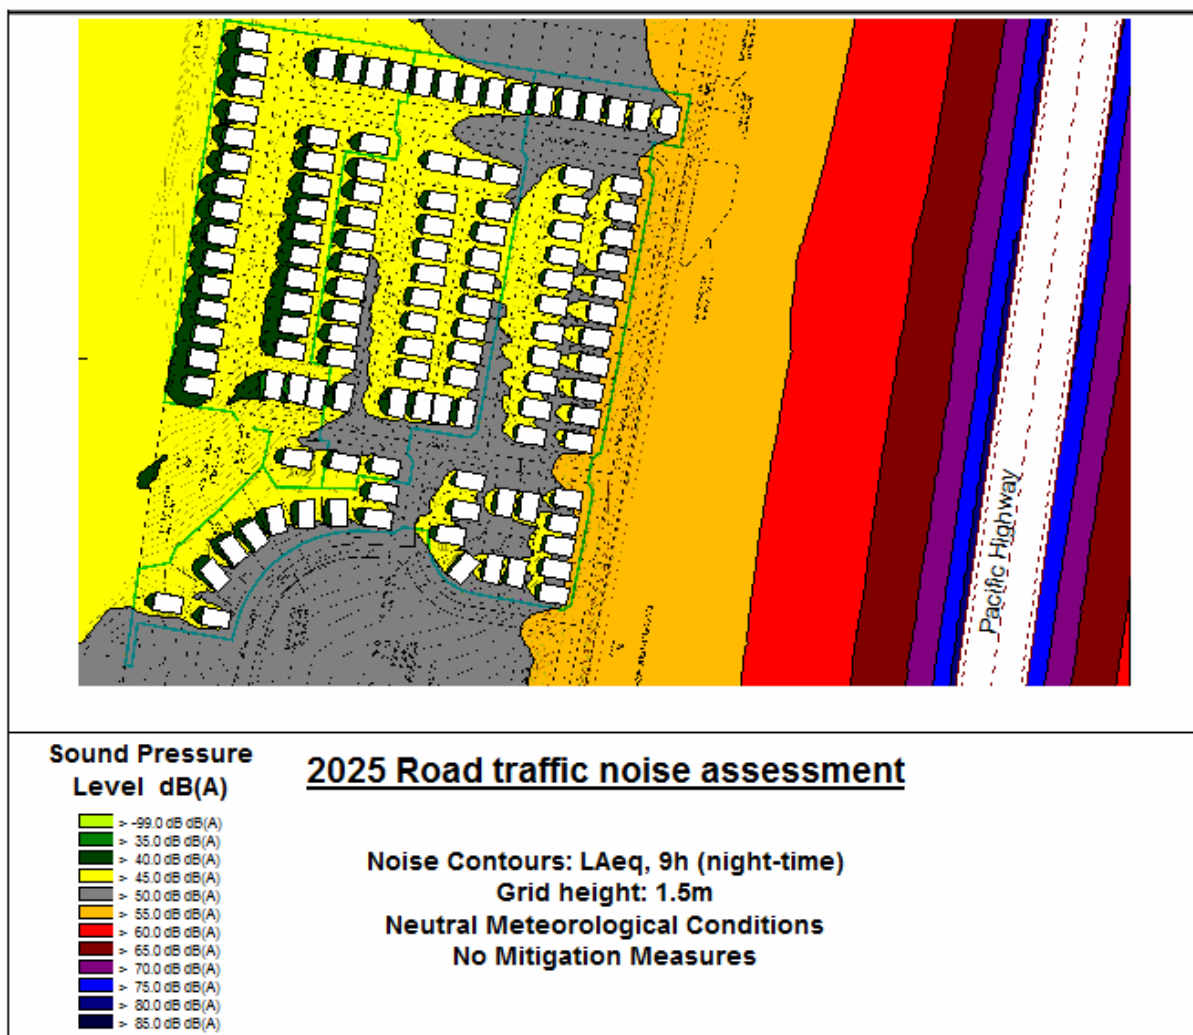 Pacific Highway
Sound Pressure
Level dB(A)
> -99.0 dB dB(A)
> 35.0 dB dB(A)
> 40.0 dB dB(A)
> 45.0 dB dB(A)
> 50.0 dB dB(A)
> 55.0 dB dB(A)
> 60.0 dB dB(A)
> 65.0 dB dB(A)
> 70.0 dB dB(A)
> 75.0 dB dB(A)
> 80.0 dB dB(A)
> 85.0 dB dB(A)
2025 Road traffic noise assessment
Noise Contours: LAeq, 9h (night-time)
Grid height: 1.5m
Neutral Meteorological Conditions
No Mitigation Measures